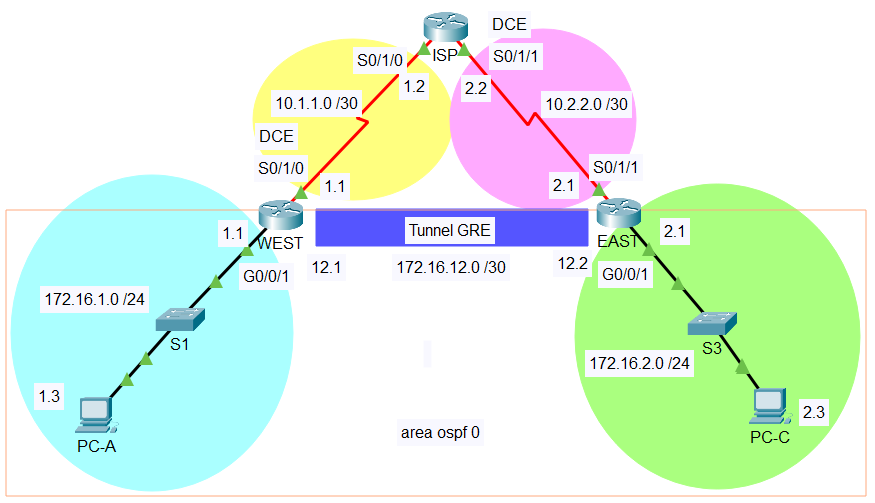 DCE
ISP
S0/1/0
S0/1/1
1.2
2.2
10.1.1.0 /30
10.2.2.0 /30
DCE
S0/1/0
S0/1/1
1.1
2.1
WEST
Tunnel GRE
EAST
1.1
2.1
G0/0/1
12.1
172.16.12.0 /30
12.2
G0/0/1
172.16.1.0 /24
S1
S3
172.16.2.0 /24
1.3
2.3
PC-A
area ospf 0
PC-C